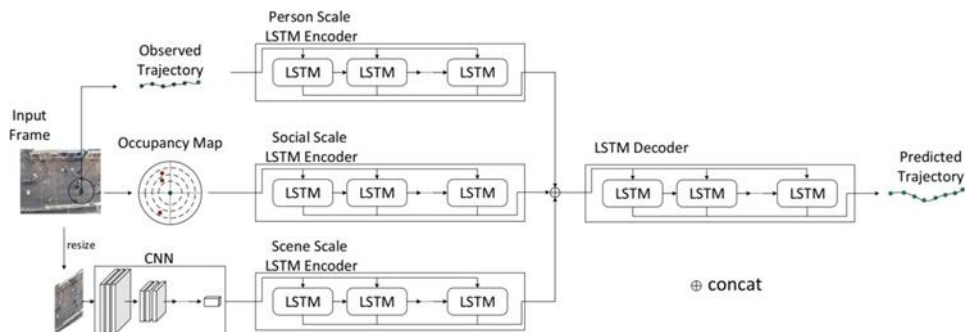 Person Scale
LSTM Encoder
Observed
Trajectory
LSTM
LSTM
LSTM
Input
Frame
Occupancy Map
Social Scale
LSTM Encoder
LSTM
LSTM
LSTM
LSTM Decoder
LSTM
LSTM
LSTM
Predicted
Trajectory
resize
CNN
Scene Scale
LSTM Encoder
LSTM
LSTM
LSTM
⊕ concat